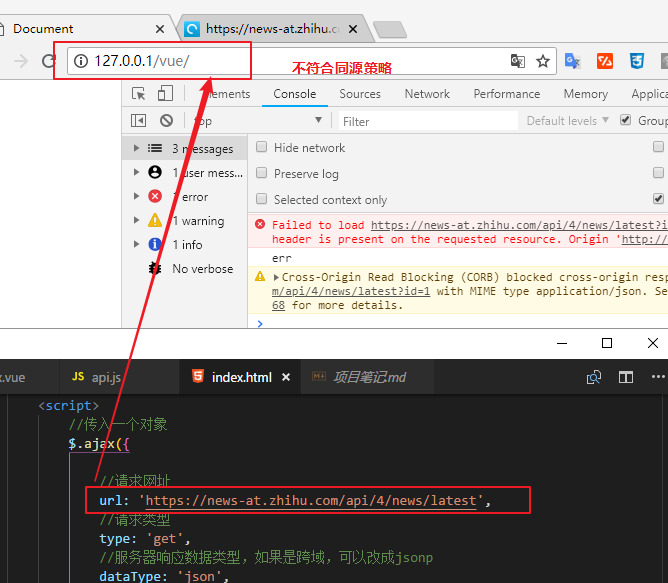 Document
https://news-at.zhihu.c
127.0.0.1/vue/
不符合同源策略
ements Console Sources Network Performance Memory Applica
top Filter Default levels Group
3 messages
1 user mess...
1 error
1 warning
1 info
No verbose
Hide network
Preserve log
Selected context only
Failed to load https://news-at.zhihu.com/api/4/news/latest?i
header is present on the requested resource. Origin 'http://
err
Cross-Origin Read Blocking (CORB) blocked cross-origin resp
m/api/4/news/latest?id=1 with MIME type application/json. Se
68 for more details.
.vue JS api.js index.html 项目笔记.md
<script>
//传入一个对象
$.ajax({
//请求网址
url: 'https://news-at.zhihu.com/api/4/news/latest',
//请求类型
type: 'get',
//服务器响应数据类型，如果是跨域，可以改成jsonp
dataType: 'json',